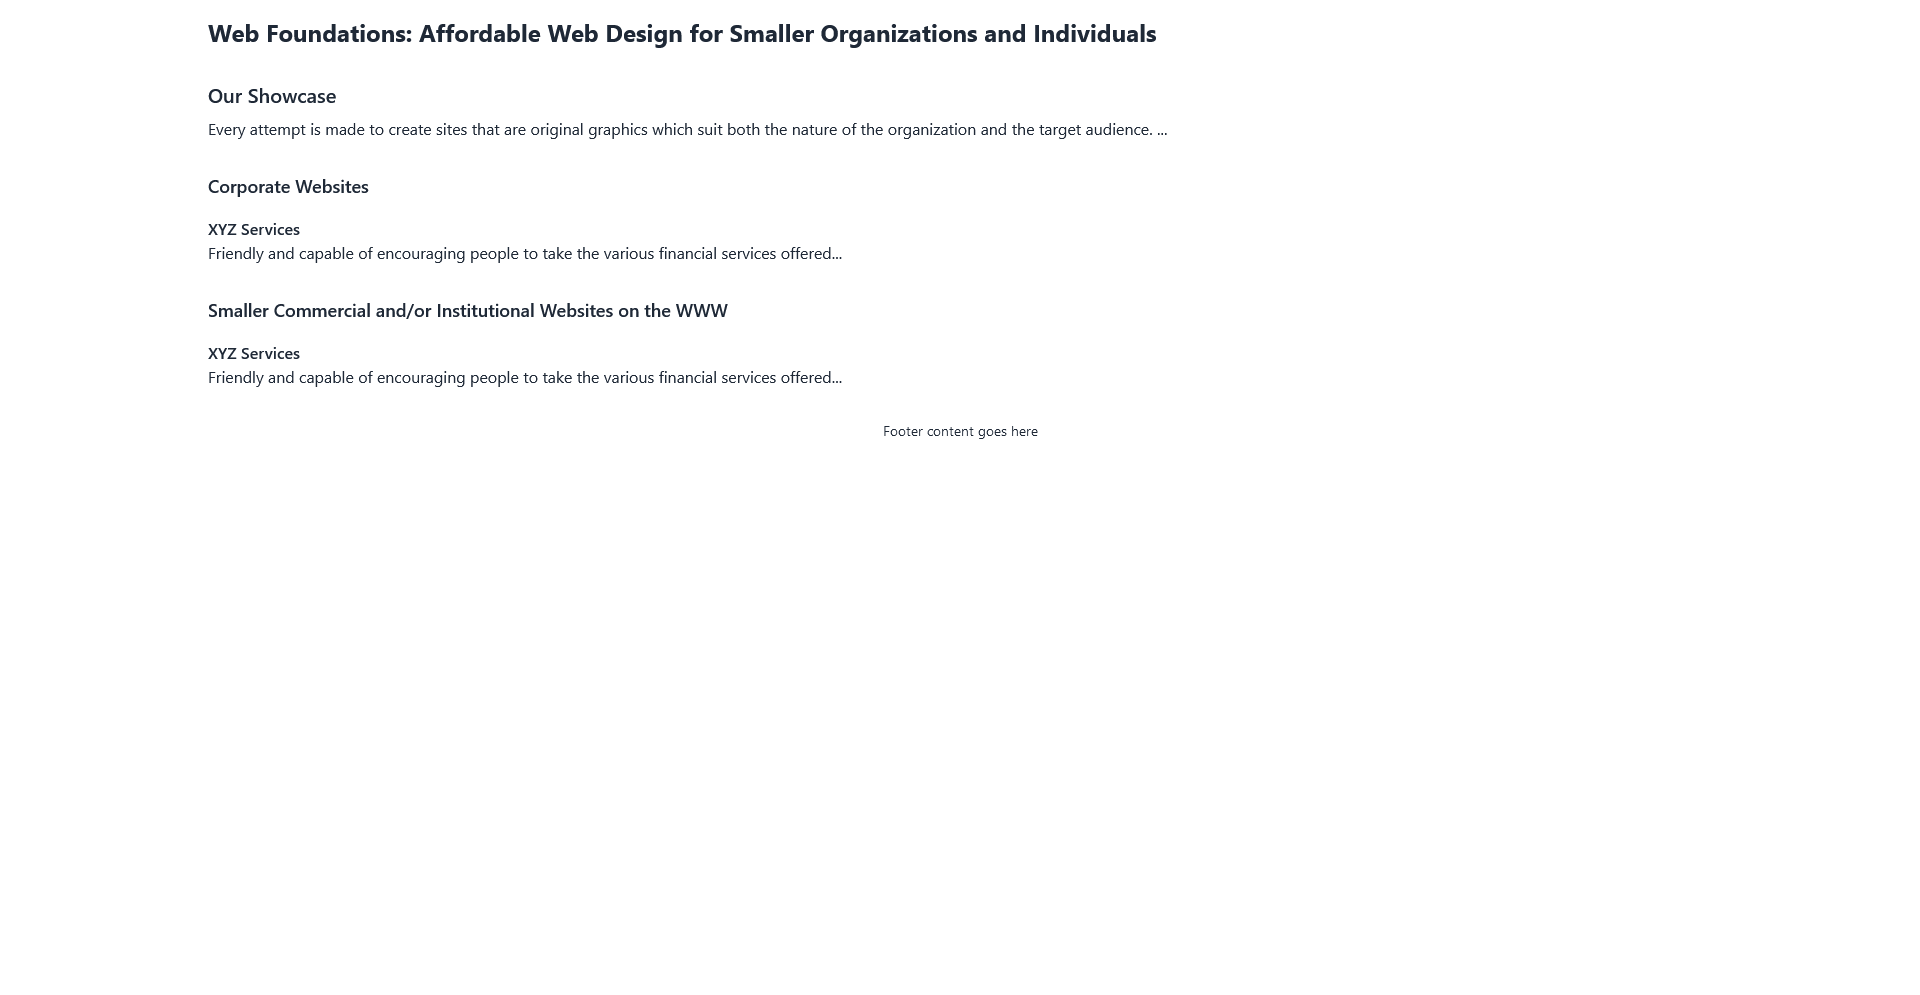 Web Foundations: Affordable Web Design for Smaller Organizations and Individuals
Our Showcase
Every attempt is made to create sites that are original graphics which suit both the nature of the organization and the target audience. ...
Corporate Websites
XYZ Services
Friendly and capable of encouraging people to take the various financial services offered...
Smaller Commercial and/or Institutional Websites on the WWW
XYZ Services
Friendly and capable of encouraging people to take the various financial services offered...
Footer content goes here